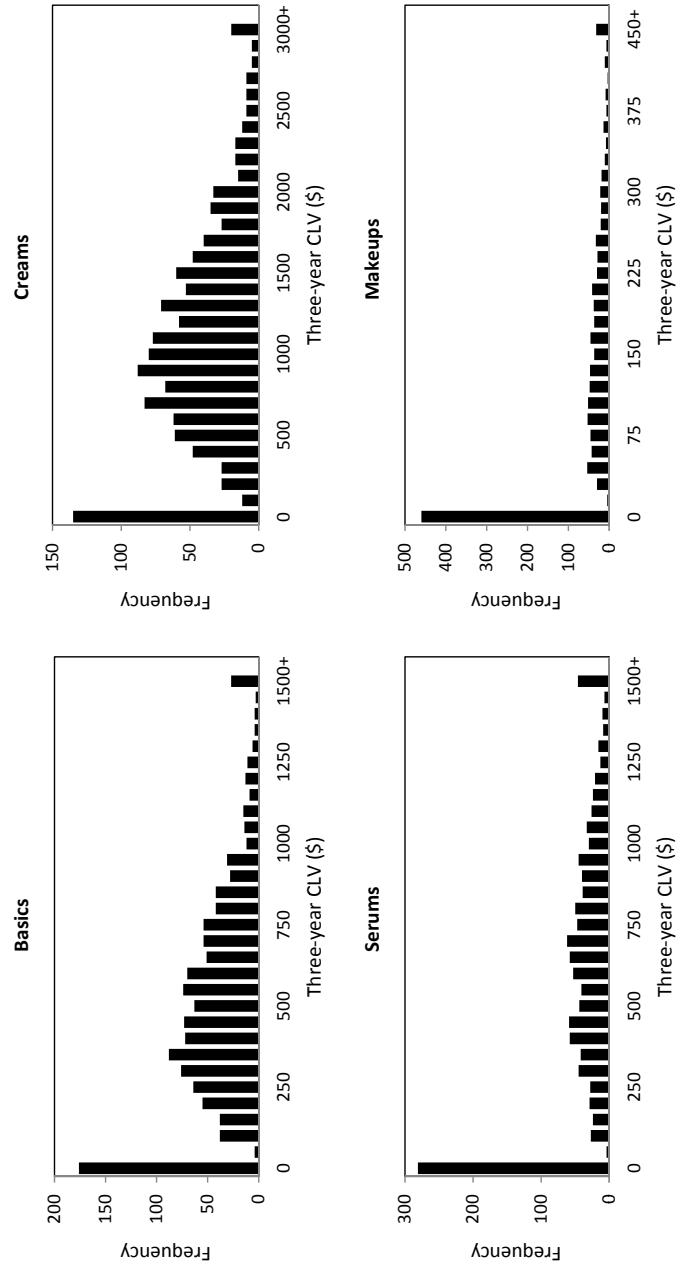 Basics
200
150
100
50
0
Frequency
0 250 500 750 1000 1250 1500+
Three-year CLV ($)
Creams
150
100
50
0
Frequency
0 500 1000 1500 2000 2500 3000+
Three-year CLV ($)
Serums
300
200
100
0
Frequency
0 250 500 750 1000 1250 1500+
Three-year CLV ($)
Makeups
500
400
300
200
100
0
Frequency
0 75 150 225 300 375 450+
Three-year CLV ($)